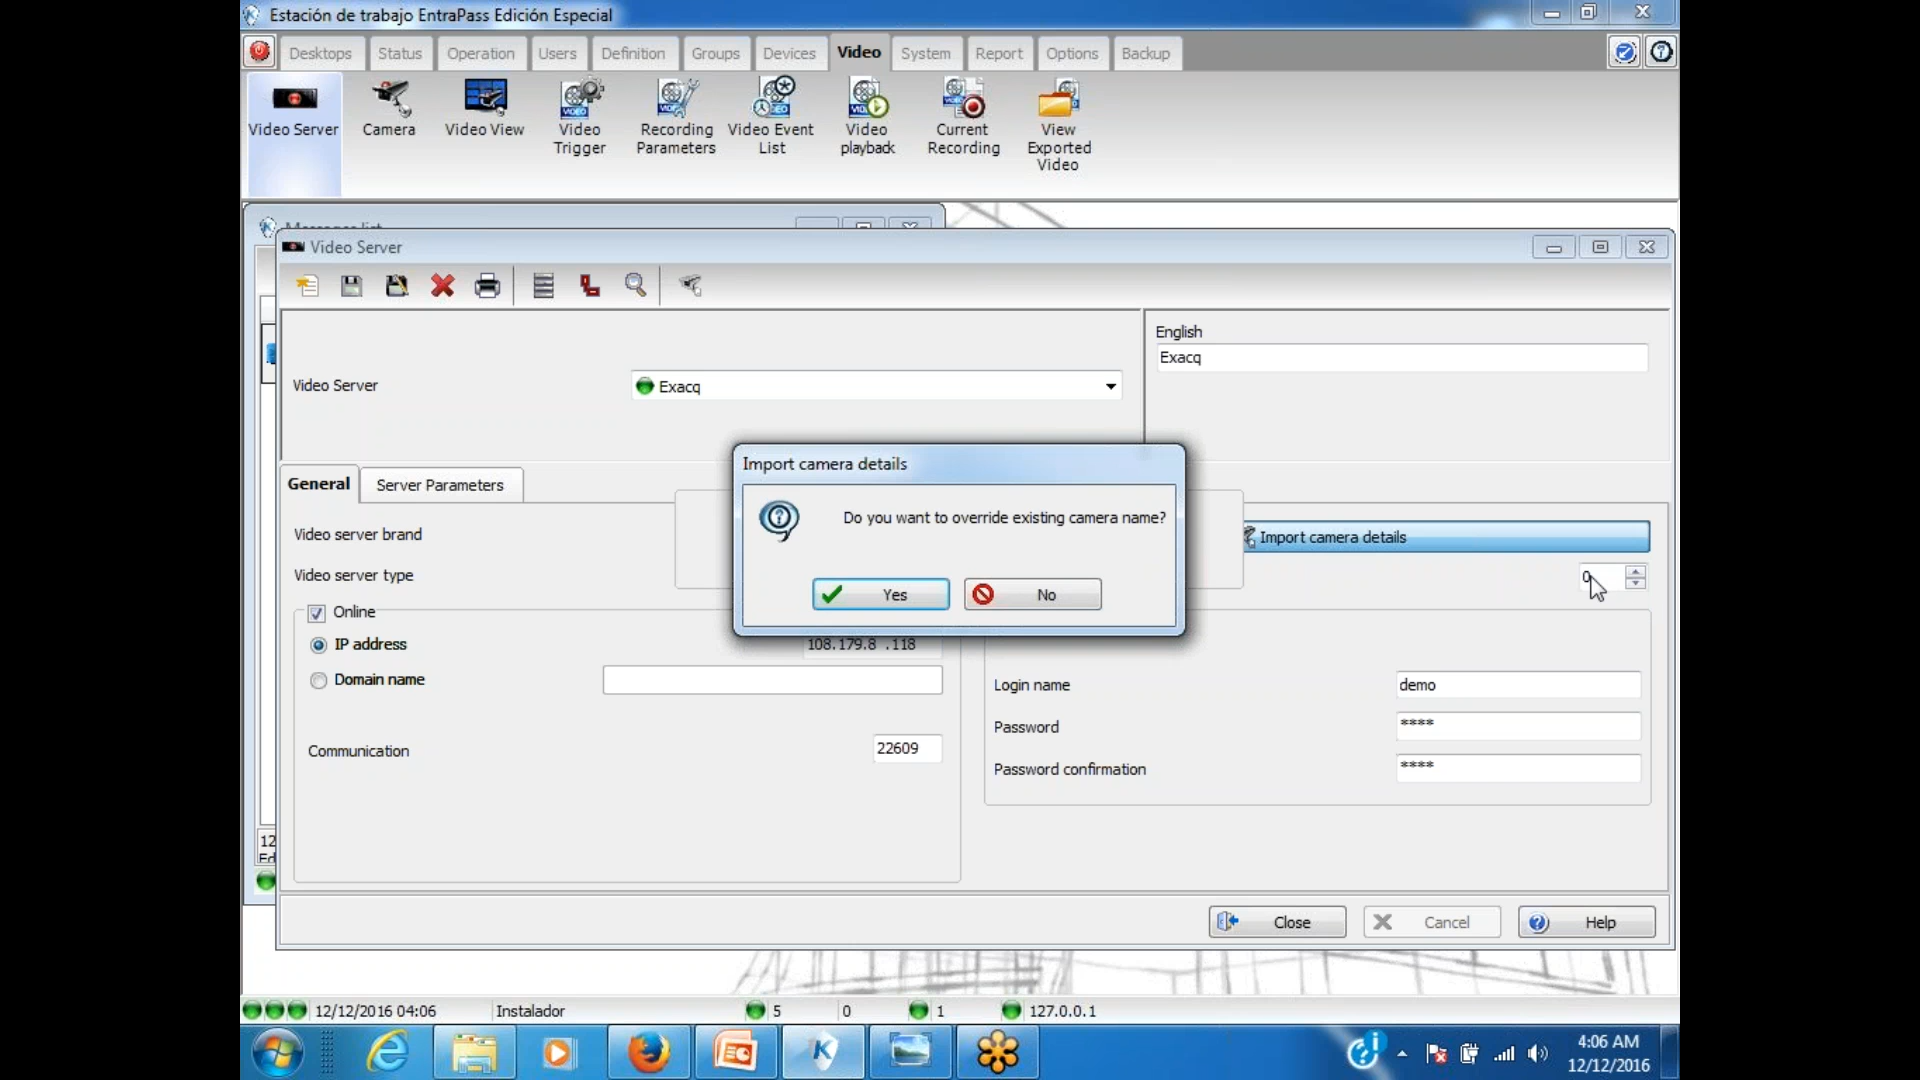 Estación de trabajo EntraPass Edición Especial
Desktops Status Operation Users Definition Groups Devices Video System Report Options Backup
Video Server Camera Video View Video Trigger Recording Parameters Video Event List Video playback Current Recording View Exported Video
Messages list
Video Server
English
Exacq
Video Server Exacq
General Server Parameters
Import camera details
Do you want to override existing camera name?
Yes No
Video server brand
Import camera details
Video server type
0
Online
IP address 108.179.8 .118
Domain name
Login name demo
Password ****
Communication 22609
Password confirmation ****
12
Ed
Close Cancel Help
12/12/2016 04:06 Instalador 5 0 1 127.0.0.1
4:06 AM
12/12/2016